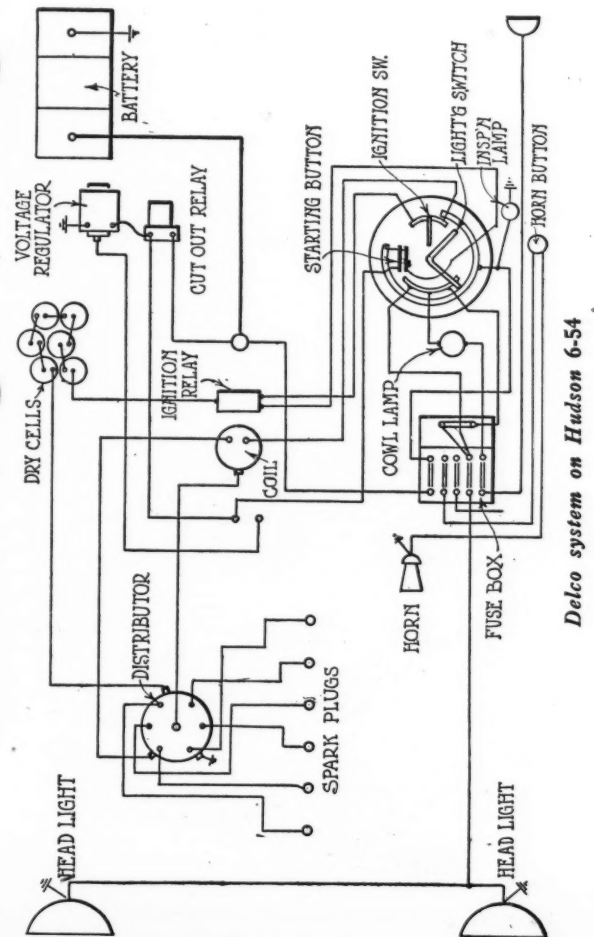 BATTERY
VOLTAGE
REGULATOR
CUT OUT RELAY
STARTING BUTTON
IGNITION SW.
LIGHT'G SWITCH
INSP'N
LAMP
HORN BUTTON
DRY CELLS
IGNITION
RELAY
COIL
COWL LAMP
DISTRIBUTOR
SPARK PLUGS
HORN
FUSE BOX
HEAD LIGHT
HEAD LIGHT
Delco system on Hudson 6-54